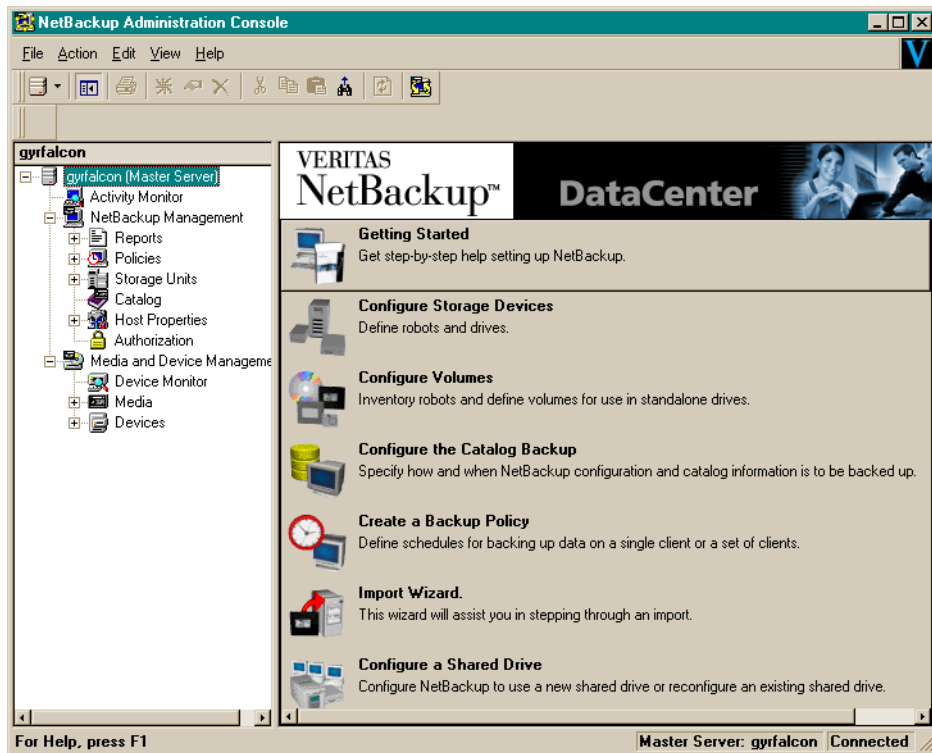 NetBackup Administration Console
File Action Edit View Help
V
gyrfalcon
gyrfalcon (Master Server)
Activity Monitor
NetBackup Management
Reports
Policies
Storage Units
Catalog
Host Properties
Authorization
Media and Device Manageme
Device Monitor
Media
Devices
VERITAS
NetBackup™
DataCenter
Getting Started
Get step-by-step help setting up NetBackup.
Configure Storage Devices
Define robots and drives.
Configure Volumes
Inventory robots and define volumes for use in standalone drives.
Configure the Catalog Backup
Specify how and when NetBackup configuration and catalog information is to be backed up.
Create a Backup Policy
Define schedules for backing up data on a single client or a set of clients.
Import Wizard.
This wizard will assist you in stepping through an import.
Configure a Shared Drive
Configure NetBackup to use a new shared drive or reconfigure an existing shared drive.
For Help, press F1
Master Server: gyrfalcon
Connected